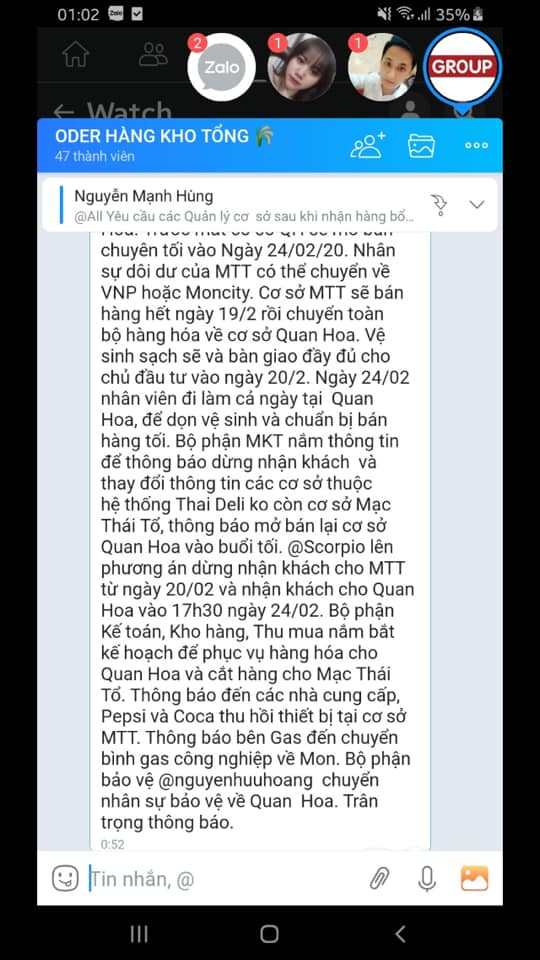 01:02 Zalo
35%
2
Zalo
1
1
GROUP
Watch
ODER HÀNG KHO TỔNG
47 thành viên
Nguyễn Mạnh Hùng
@All Yêu cầu các Quản lý cơ sở sau khi nhận hàng bổ...
chuyên tối vào Ngày 24/02/20. Nhân
sự dôi dư của MTT có thể chuyển về
VNP hoặc Moncity. Cơ sở MTT sẽ bán
hàng hết ngày 19/2 rồi chuyển toàn
bộ hàng hóa về cơ sở Quan Hoa. Vệ
sinh sạch sẽ và bàn giao đầy đủ cho
chủ đầu tư vào ngày 20/2. Ngày 24/02
nhân viên đi làm cả ngày tại Quan
Hoa, để dọn vệ sinh và chuẩn bị bán
hàng tối. Bộ phận MKT nắm thông tin
để thông báo dừng nhận khách và
thay đổi thông tin các cơ sở thuộc
hệ thống Thai Deli ko còn cơ sở Mạc
Thái Tổ, thông báo mở bán lại cơ sở
Quan Hoa vào buổi tối. @Scorpio lên
phương án dừng nhận khách cho MTT
từ ngày 20/02 và nhận khách cho Quan
Hoa vào 17h30 ngày 24/02. Bộ phận
Kế toán, Kho hàng, Thu mua nắm bắt
kế hoạch để phục vụ hàng hóa cho
Quan Hoa và cắt hàng cho Mạc Thái
Tổ. Thông báo đến các nhà cung cấp,
Pepsi và Coca thu hồi thiết bị tại cơ sở
MTT. Thông báo bên Gas đến chuyển
bình gas công nghiệp về Mon. Bộ phận
bảo vệ @nguyenhuuhoang chuyển
nhân sự bảo vệ về Quan Hoa. Trân
trọng thông báo.
0:52
Tin nhắn, @